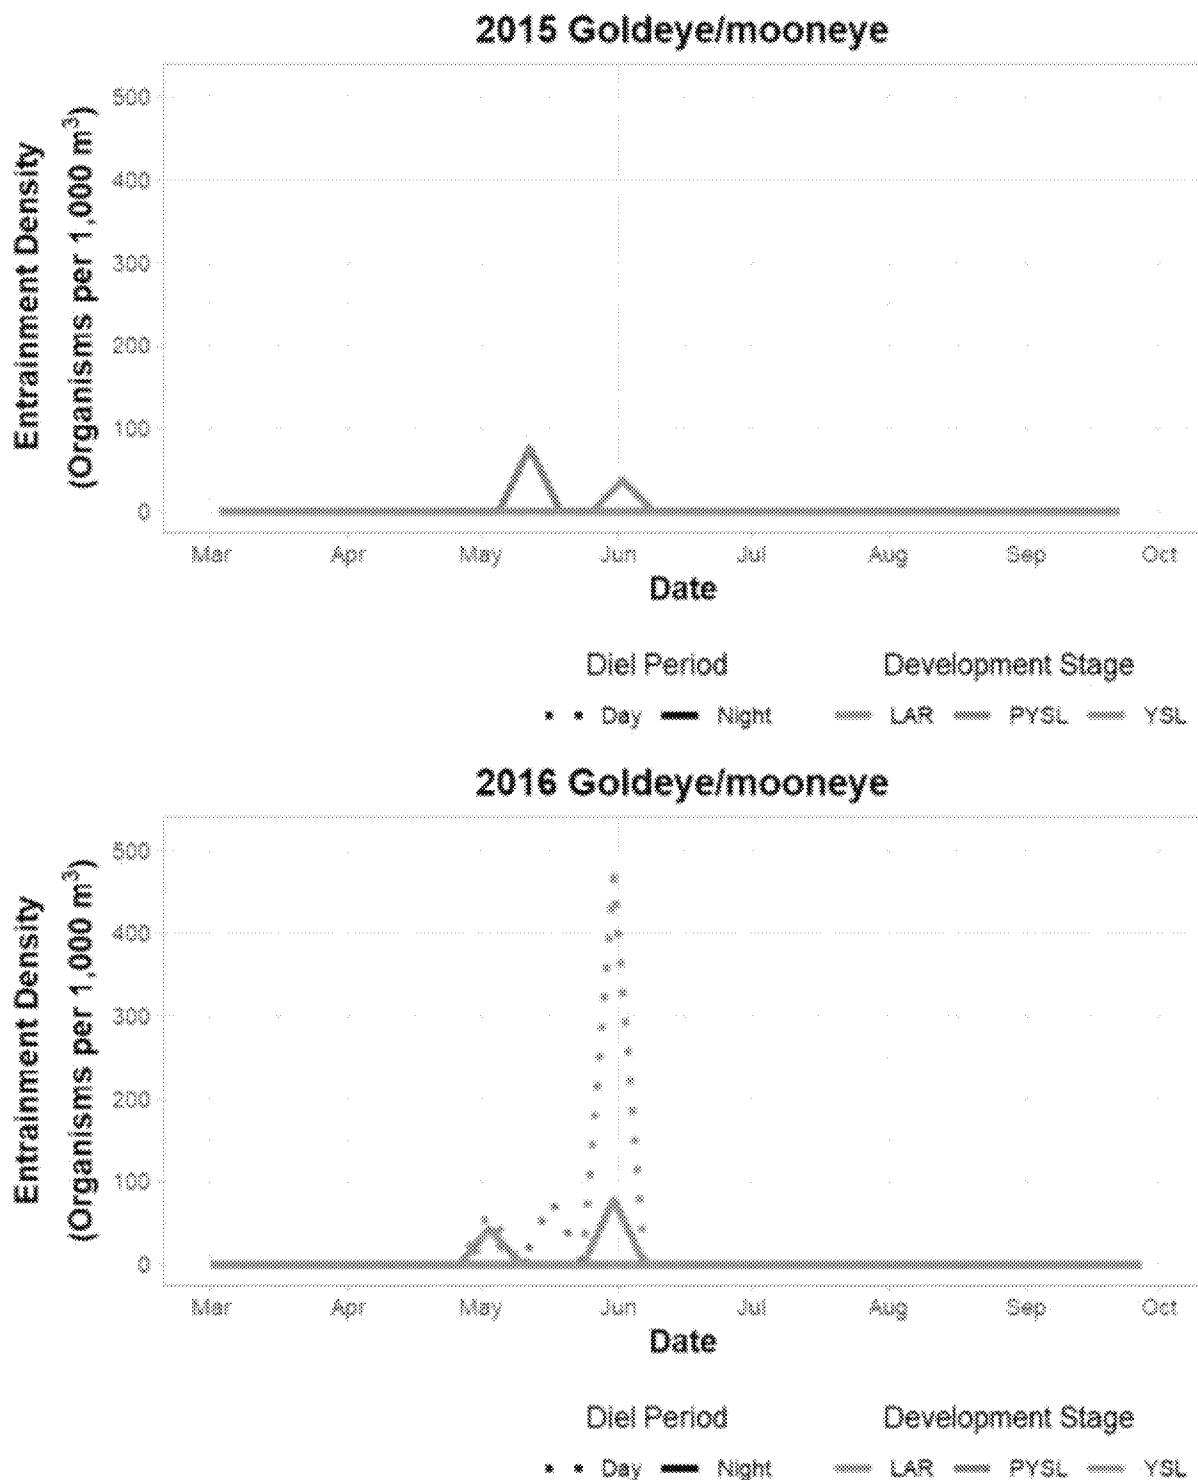 2015 Goldeye/mooneye
Entrainment Density
(Organisms per 1,000 m³)
500
400
300
200
100
0
Mar Apr May Jun Jul Aug Sep Oct
Date
Diel Period Development Stage
Day Night LAR PYSL YSL
2016 Goldeye/mooneye
Entrainment Density
(Organisms per 1,000 m³)
500
400
300
200
100
0
Mar Apr May Jun Jul Aug Sep Oct
Date
Diel Period Development Stage
Day Night LAR PYSL YSL